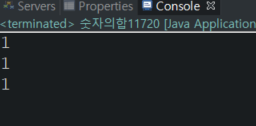 Servers Properties Console
<terminated> 숫자의합11720 [Java Application
1
1
1